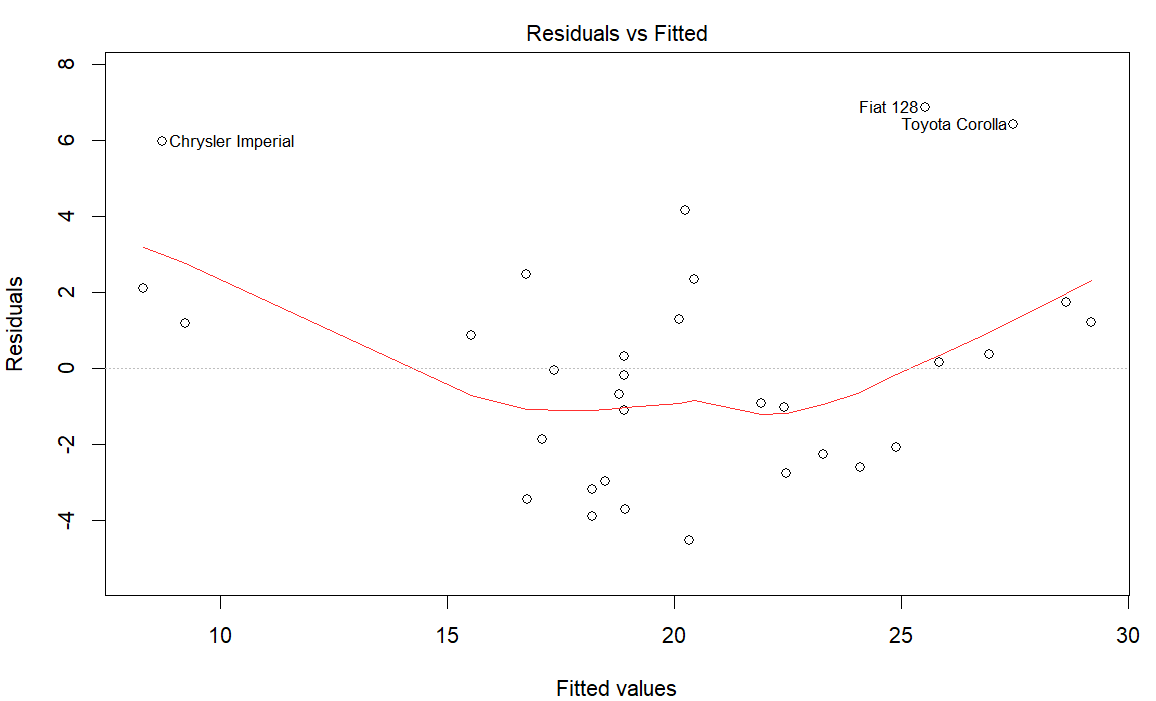 Residuals vs Fitted
8
6
4
2
0
-2
-4
Residuals
Chrysler Imperial
Fiat 128
Toyota Corolla
10 15 20 25 30
Fitted values